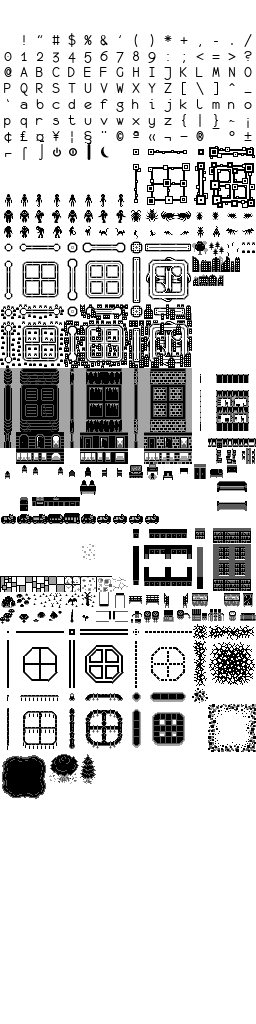 ! " # $ % & ' ( ) * + , - . /
0 1 2 3 4 5 6 7 8 9 : ; < = > ?
@ A B C D E F G H I J K L M N O
P Q R S T U V W X Y Z [ \ ] ^ _
` a b c d e f g h i j k l m n o
p q r s t u v w x y z { | } ~
¢ £ ¤ ¥ ¦ § ¨ © ª « ¬ – ® ° ±